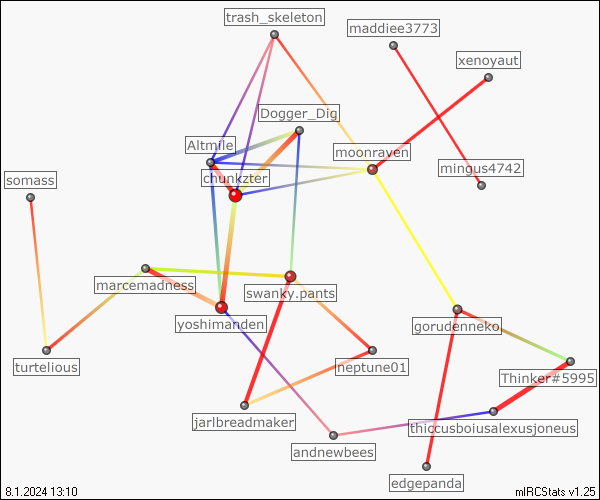 trash_skeleton
maddiee3773
xenoyaut
Dogger_Dig
Altmile
moonraven
mingus4742
chunkzter
somass
marcemadness
swanky.pants
yoshimanden
gorudenneko
turtelious
neptune01
Thinker#5995
jarlbreadmaker
thiccusboiusalexusjoneus
andnewbees
edgepanda
8.1.2024 13:10
mIRCStats v1.25